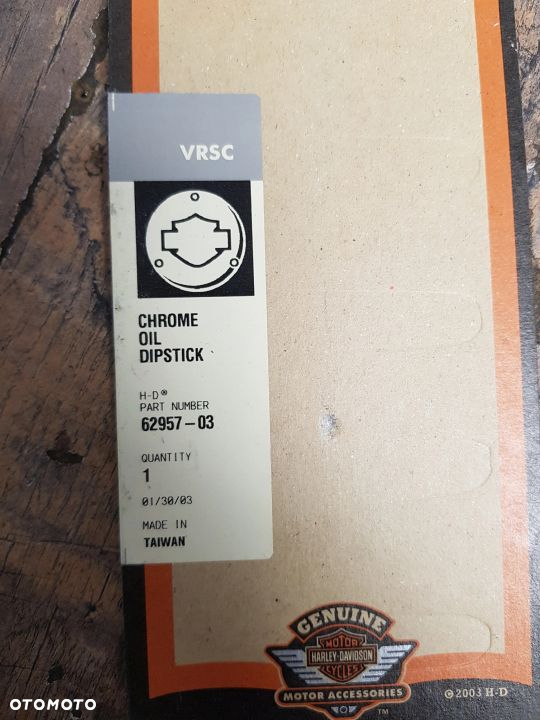 VRSC
CHROME
OIL
DIPSTICK
H-D®
PART NUMBER
62957-03
QUANTITY
1
01/30/03
MADE IN
TAIWAN
GENUINE
MOTOR
HARLEY-DAVIDSON
CYCLES
MOTOR ACCESSORIES
TM
©2003 H-D
OTOMOTO